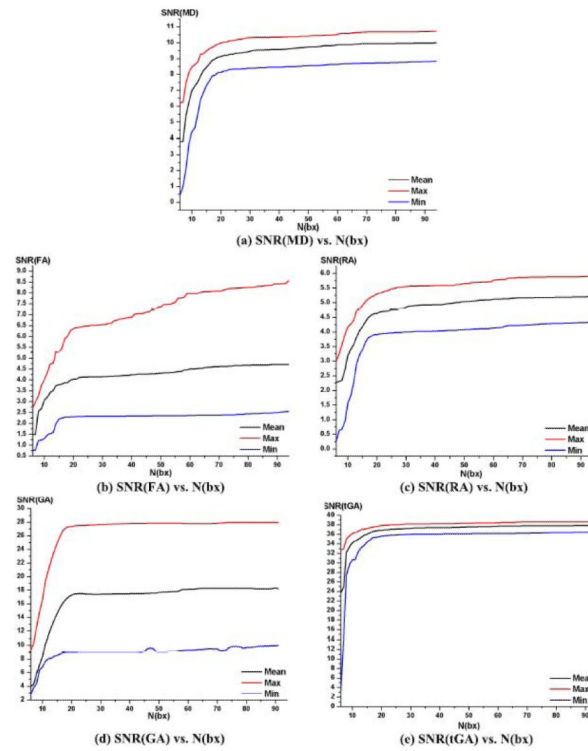 SNR(MD)
11
10
9
8
7
6
5
4
3
2
1
0
Mean
Max
Min
10 20 30 40 50 60 70 80 90
N(bx)
(a) SNR(MD) vs. N(bx)
SNR(FA)
9.0
8.5
8.0
7.5
7.0
6.5
6.0
5.5
5.0
4.5
4.0
3.5
3.0
2.5
2.0
1.5
1.0
0.5
Mean
Max
Min
10 20 30 40 50 60 70 80 90
N(bx)
(b) SNR(FA) vs. N(bx)
SNR(RA)
6.0
5.5
5.0
4.5
4.0
3.5
3.0
2.5
2.0
1.5
1.0
0.5
0.0
Mean
Max
Min
10 20 30 40 50 60 70 80 90
N(bx)
(c) SNR(RA) vs. N(bx)
SNR(GA)
28
26
24
22
20
18
16
14
12
10
8
6
4
2
Mean
Max
Min
10 20 30 40 50 60 70 80 90
N(bx)
(d) SNR(GA) vs. N(bx)
SNR(tGA)
40
38
36
34
32
30
28
26
24
22
20
18
16
14
12
10
8
6
4
2
0
Mean
Max
Min
10 20 30 40 50 60 70 80 90
N(bx)
(e) SNR(tGA) vs. N(bx)